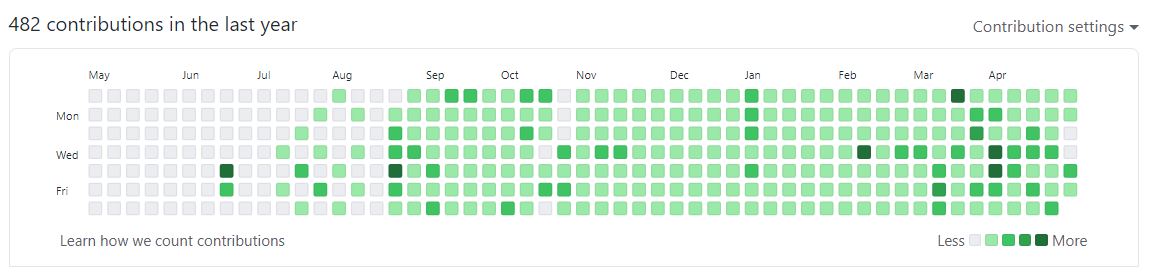 482 contributions in the last year
Contribution settings
May Jun Jul Aug Sep Oct Nov Dec Jan Feb Mar Apr
Mon
Wed
Fri
Learn how we count contributions
Less More